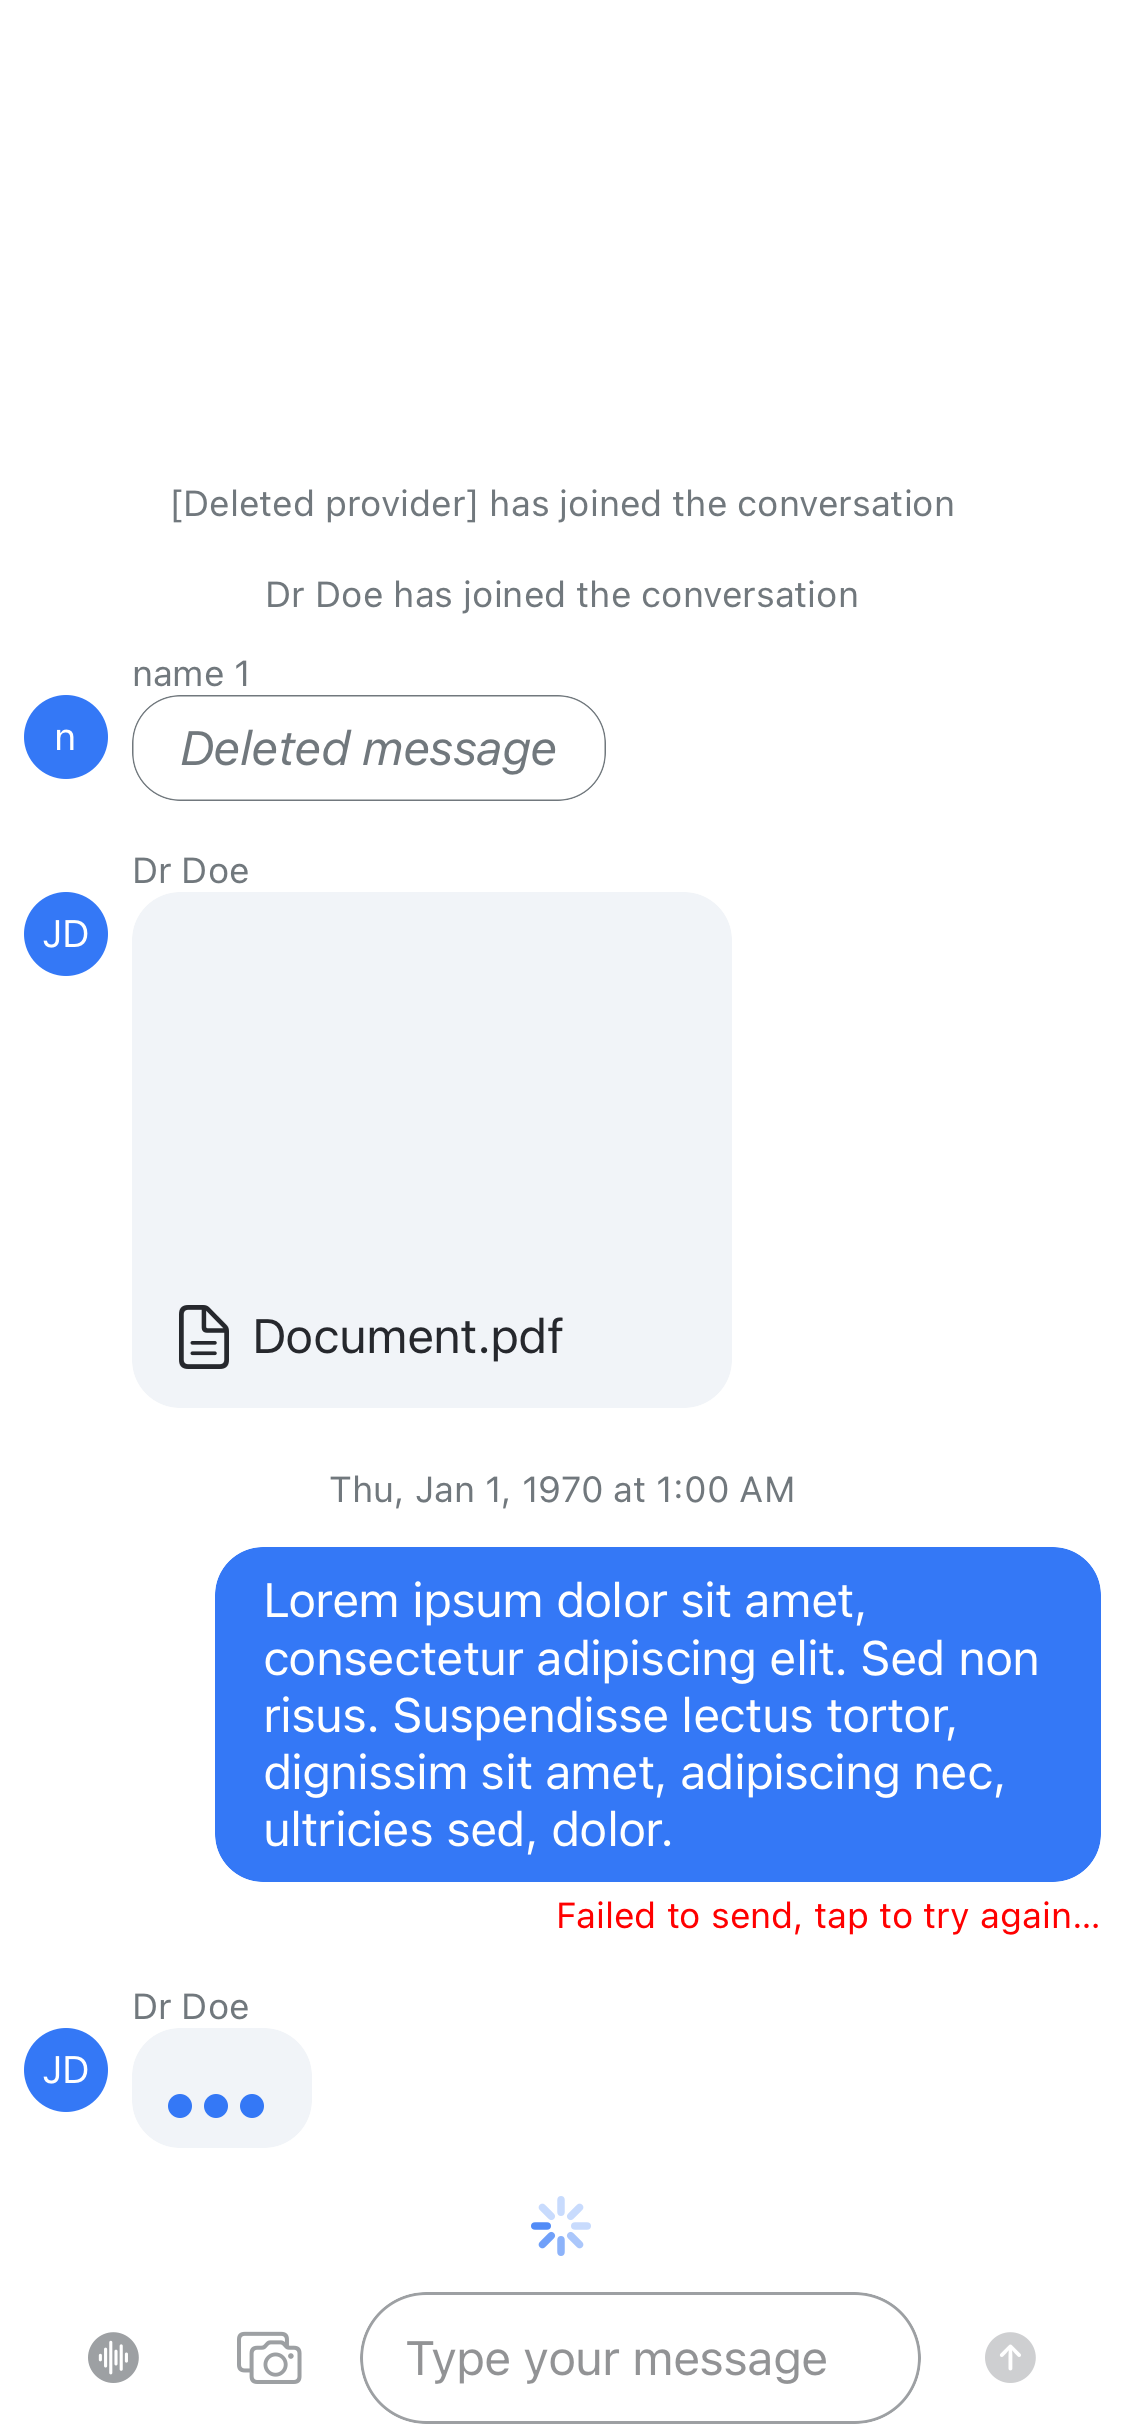 [Deleted provider] has joined the conversation
Dr Doe has joined the conversation
name 1
n
Deleted message
Dr Doe
JD
Document.pdf
Thu, Jan 1, 1970 at 1:00 AM
Lorem ipsum dolor sit amet,
consectetur adipiscing elit. Sed non
risus. Suspendisse lectus tortor,
dignissim sit amet, adipiscing nec,
ultricies sed, dolor.
Failed to send, tap to try again...
Dr Doe
JD
Type your message